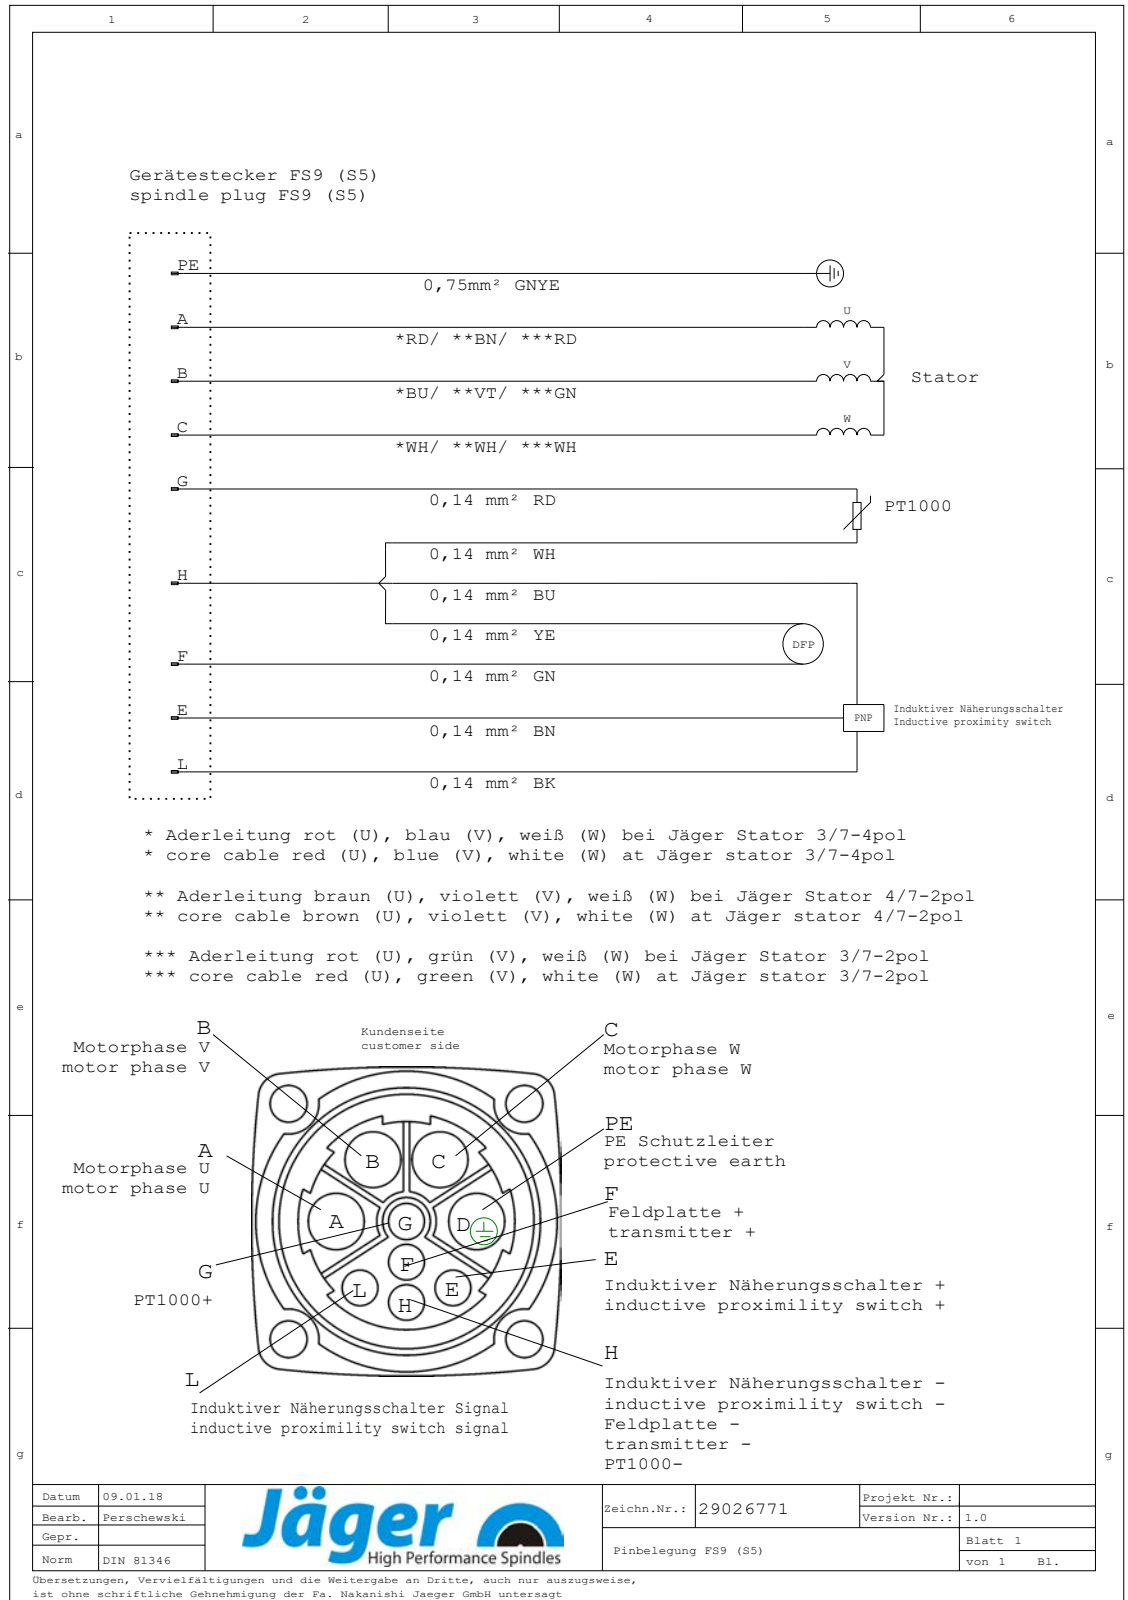 1 2 3 4 5 6
a
a
Gerätestecker FS9 (S5)
spindle plug FS9 (S5)
PE
0,75mm² GNYE
A
*RD/ **BN/ ***RD
U
b
b
B
*BU/ **VT/ ***GN
V
Stator
C
*WH/ **WH/ ***WH
W
G
0,14 mm² RD
PT1000
0,14 mm² WH
c
c
H
0,14 mm² BU
0,14 mm² YE
DFP
F
0,14 mm² GN
E
0,14 mm² BN
PNP
Induktiver Näherungsschalter
Inductive proximity switch
L
0,14 mm² BK
d
d
* Aderleitung rot (U), blau (V), weiß (W) bei Jäger Stator 3/7-4pol
* core cable red (U), blue (V), white (W) at Jäger stator 3/7-4pol
** Aderleitung braun (U), violett (V), weiß (W) bei Jäger Stator 4/7-2pol
** core cable brown (U), violett (V), white (W) at Jäger stator 4/7-2pol
*** Aderleitung rot (U), grün (V), weiß (W) bei Jäger Stator 3/7-2pol
*** core cable red (U), green (V), white (W) at Jäger stator 3/7-2pol
e
e
B
Motorphase V
motor phase V
Kundenseite
customer side
C
Motorphase W
motor phase W
A
Motorphase U
motor phase U
PE
PE Schutzleiter
protective earth
B
C
A
G
D
F
L
E
H
F
Feldplatte +
transmitter +
f
f
G
PT1000+
E
Induktiver Näherungsschalter +
inductive proximility switch +
L
Induktiver Näherungsschalter Signal
inductive proximility switch signal
H
Induktiver Näherungsschalter -
inductive proximility switch -
Feldplatte -
transmitter -
PT1000-
g
g
Datum 09.01.18
Bearb. Perschewski
Gepr.
Norm DIN 81346
Jäger
High Performance Spindles
Zeichn.Nr.: 29026771
Pinbelegung FS9 (S5)
Projekt Nr.:
Version Nr.: 1.0
Blatt 1
von 1 Bl.
Übersetzungen, Vervielfältigungen und die Weitergabe an Dritte, auch nur auszugsweise,
ist ohne schriftliche Gehnehmigung der Fa. Nakanishi Jaeger GmbH untersagt